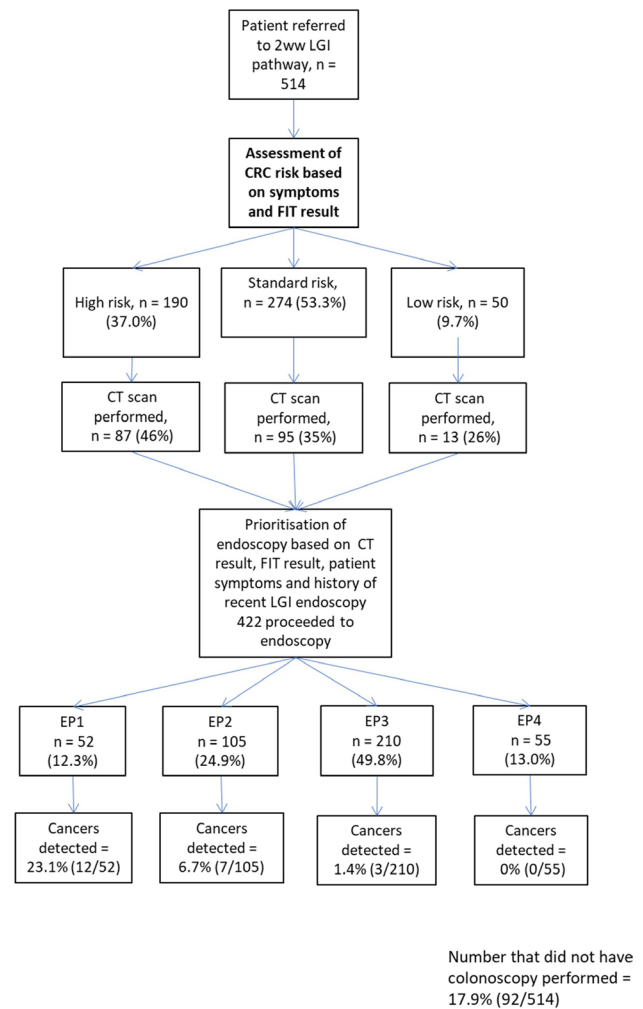 Patient referred
to 2ww LGI
pathway, n =
514
Assessment of
CRC risk based
on symptoms
and FIT result
High risk, n = 190
(37.0%)
Standard risk,
n = 274 (53.3%)
Low risk, n = 50
(9.7%)
CT scan
performed,
n = 87 (46%)
CT scan
performed,
n = 95 (35%)
CT scan
performed,
n = 13 (26%)
Prioritisation of
endoscopy based on CT
result, FIT result, patient
symptoms and history of
recent LGI endoscopy
422 proceeded to
endoscopy
EP1
n = 52
(12.3%)
EP2
n = 105
(24.9%)
EP3
n = 210
(49.8%)
EP4
n = 55
(13.0%)
Cancers
detected =
23.1% (12/52)
Cancers
detected =
6.7% (7/105)
Cancers
detected =
1.4% (3/210)
Cancers
detected =
0% (0/55)
Number that did not have
colonoscopy performed =
17.9% (92/514)